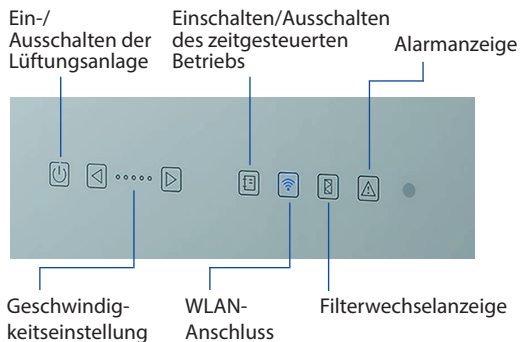 Ein-/
Ausschalten der
Lüftungsanlage
Einschalten/Ausschalten
des zeitgesteuerten
Betriebs
Alarmanzeige
Geschwindig-
keitseinstellung
WLAN-
Anschluss
Filterwechselanzeige